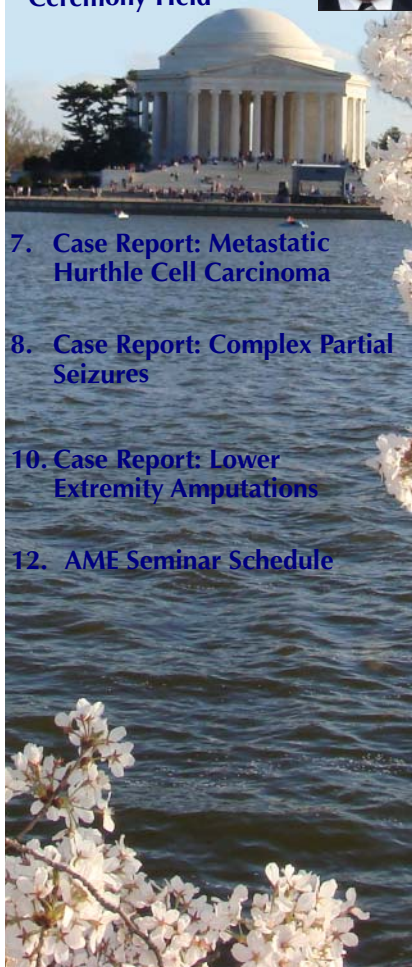 Ceremony Held
7. Case Report: Metastatic
Hurthle Cell Carcinoma
8. Case Report: Complex Partial
Seizures
10. Case Report: Lower
Extremity Amputations
12. AME Seminar Schedule